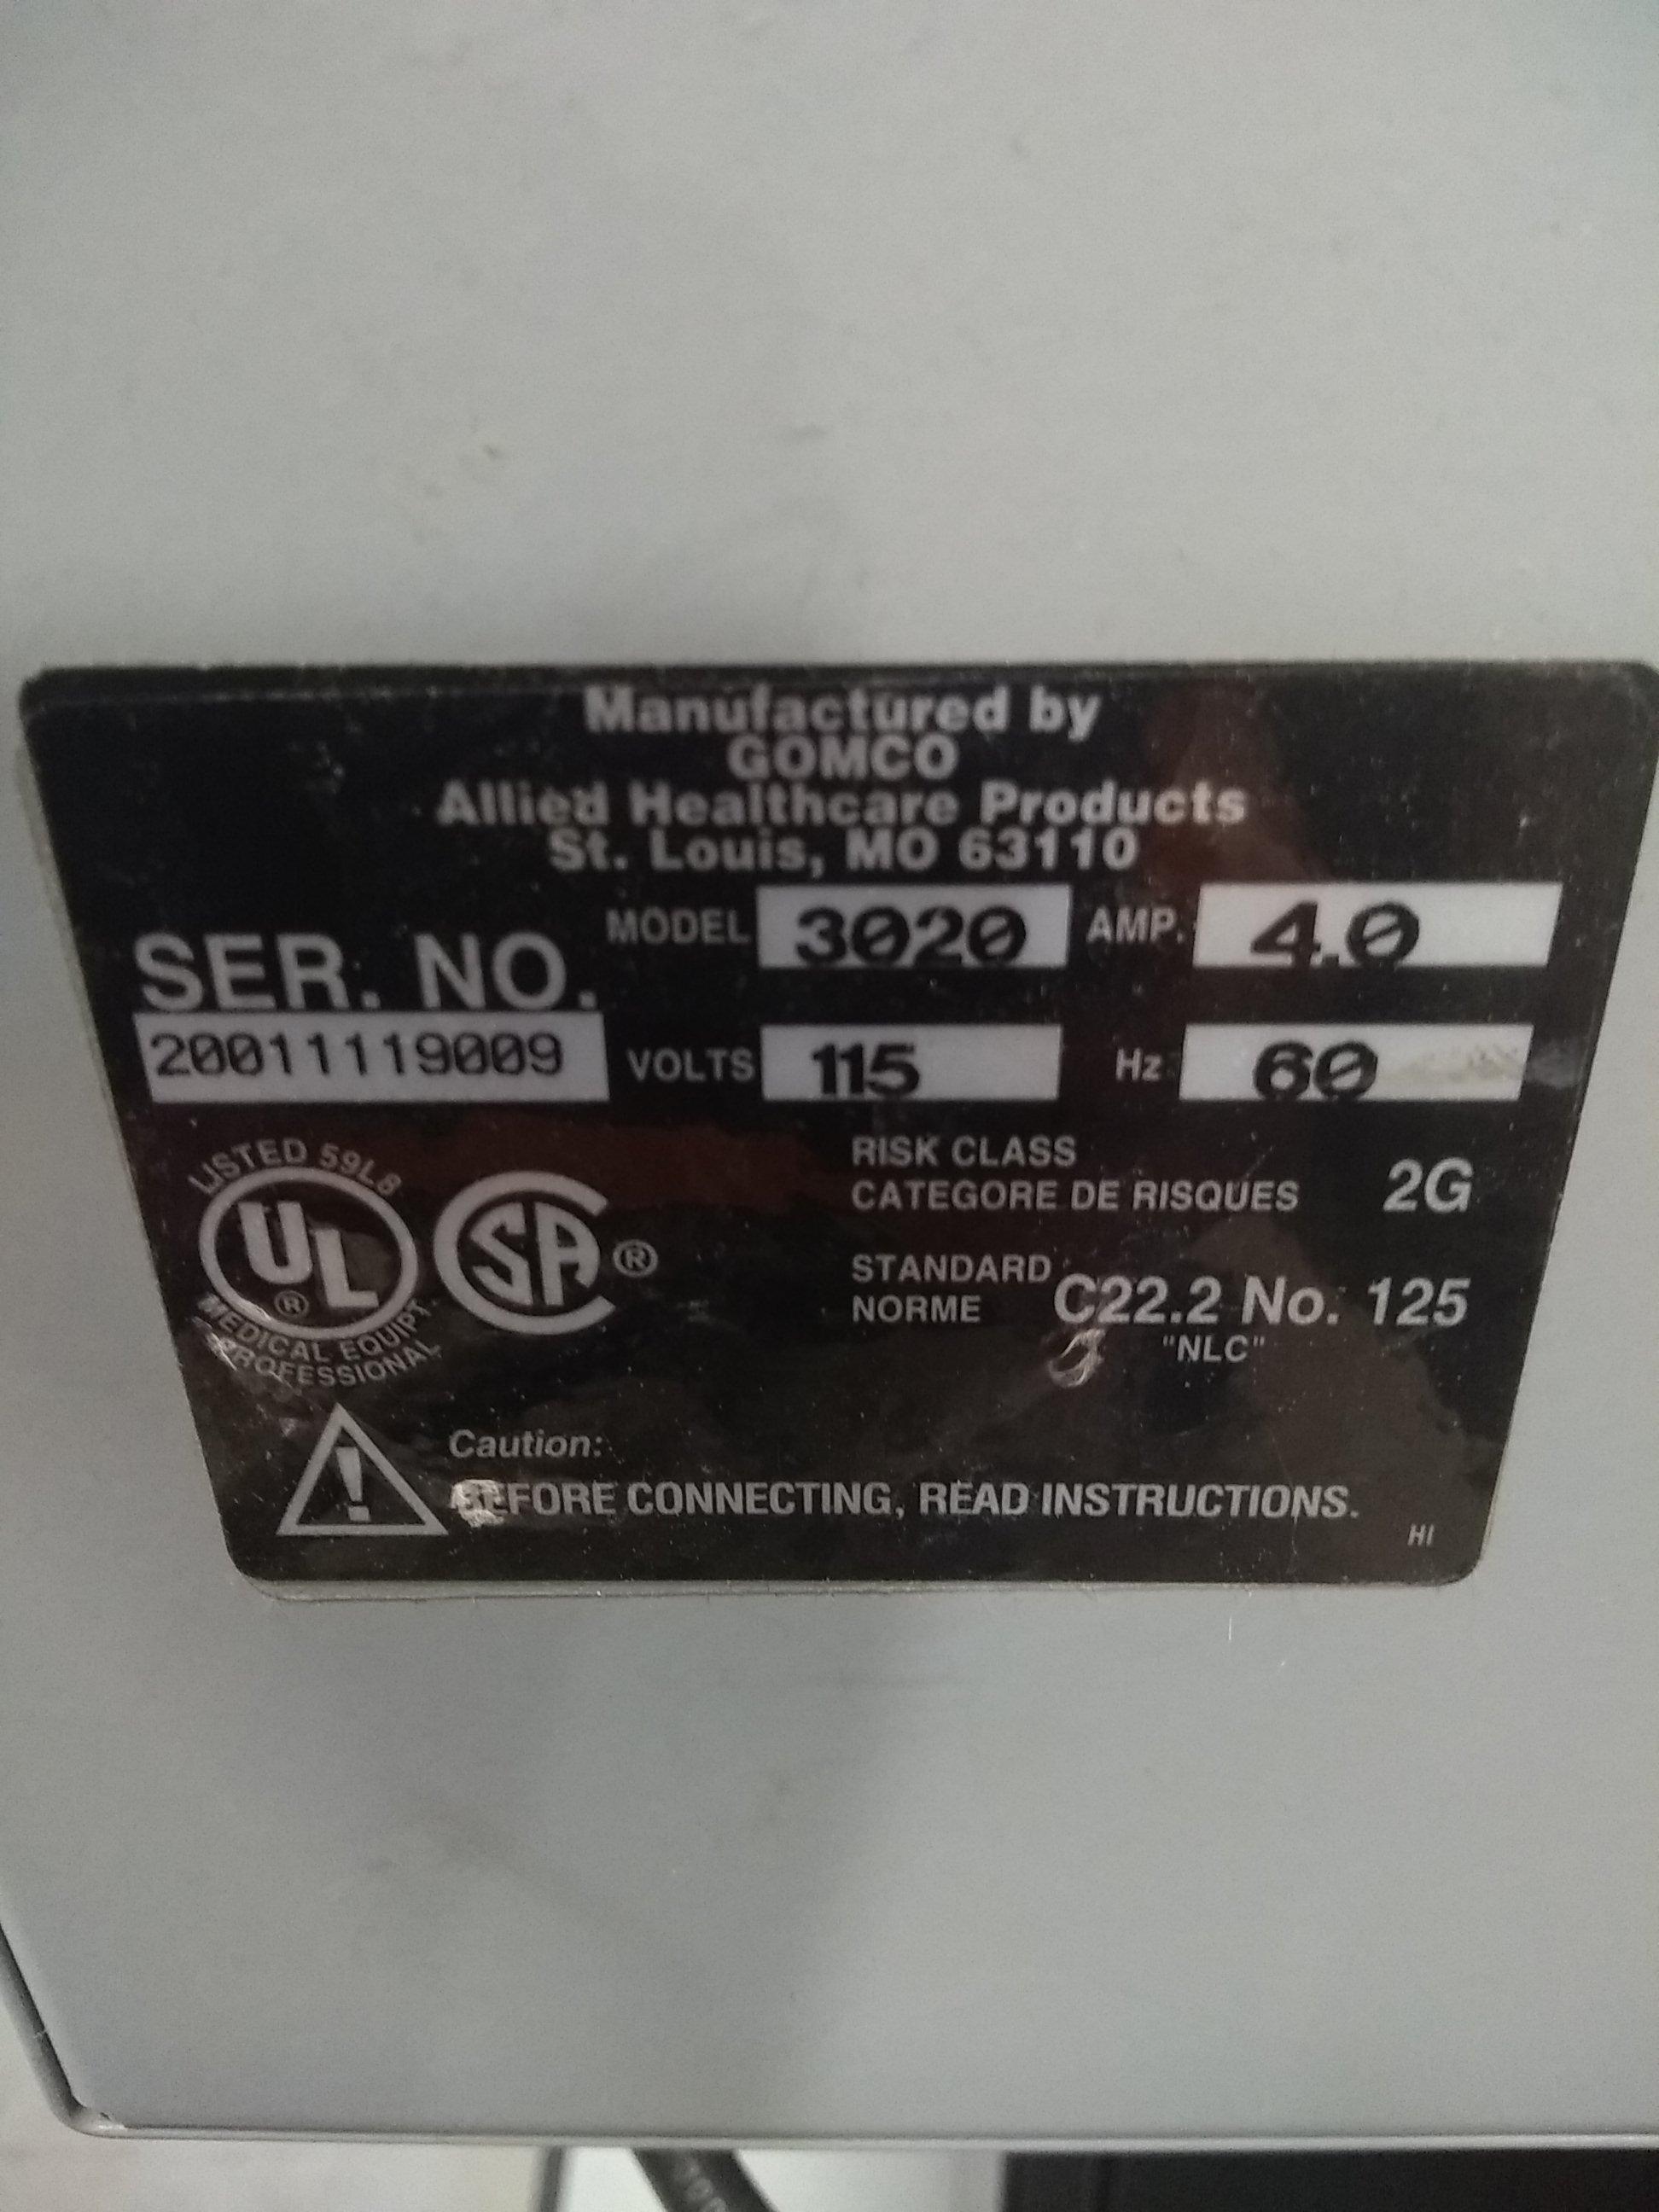 Manufactured by
GOMCO
Allied Healthcare Products
St. Louis, MO 63110
MODEL 3020 AMP. 4.0
SER. NO.
20011119009 VOLTS 115 Hz 60
LISTED 59L8
UL ®
MEDICAL EQUIPT.
PROFESSIONAL
SA ®
RISK CLASS
CATEGORE DE RISQUES 2G
STANDARD
NORME C22.2 No. 125
"NLC"
Caution:
BEFORE CONNECTING, READ INSTRUCTIONS.
HI